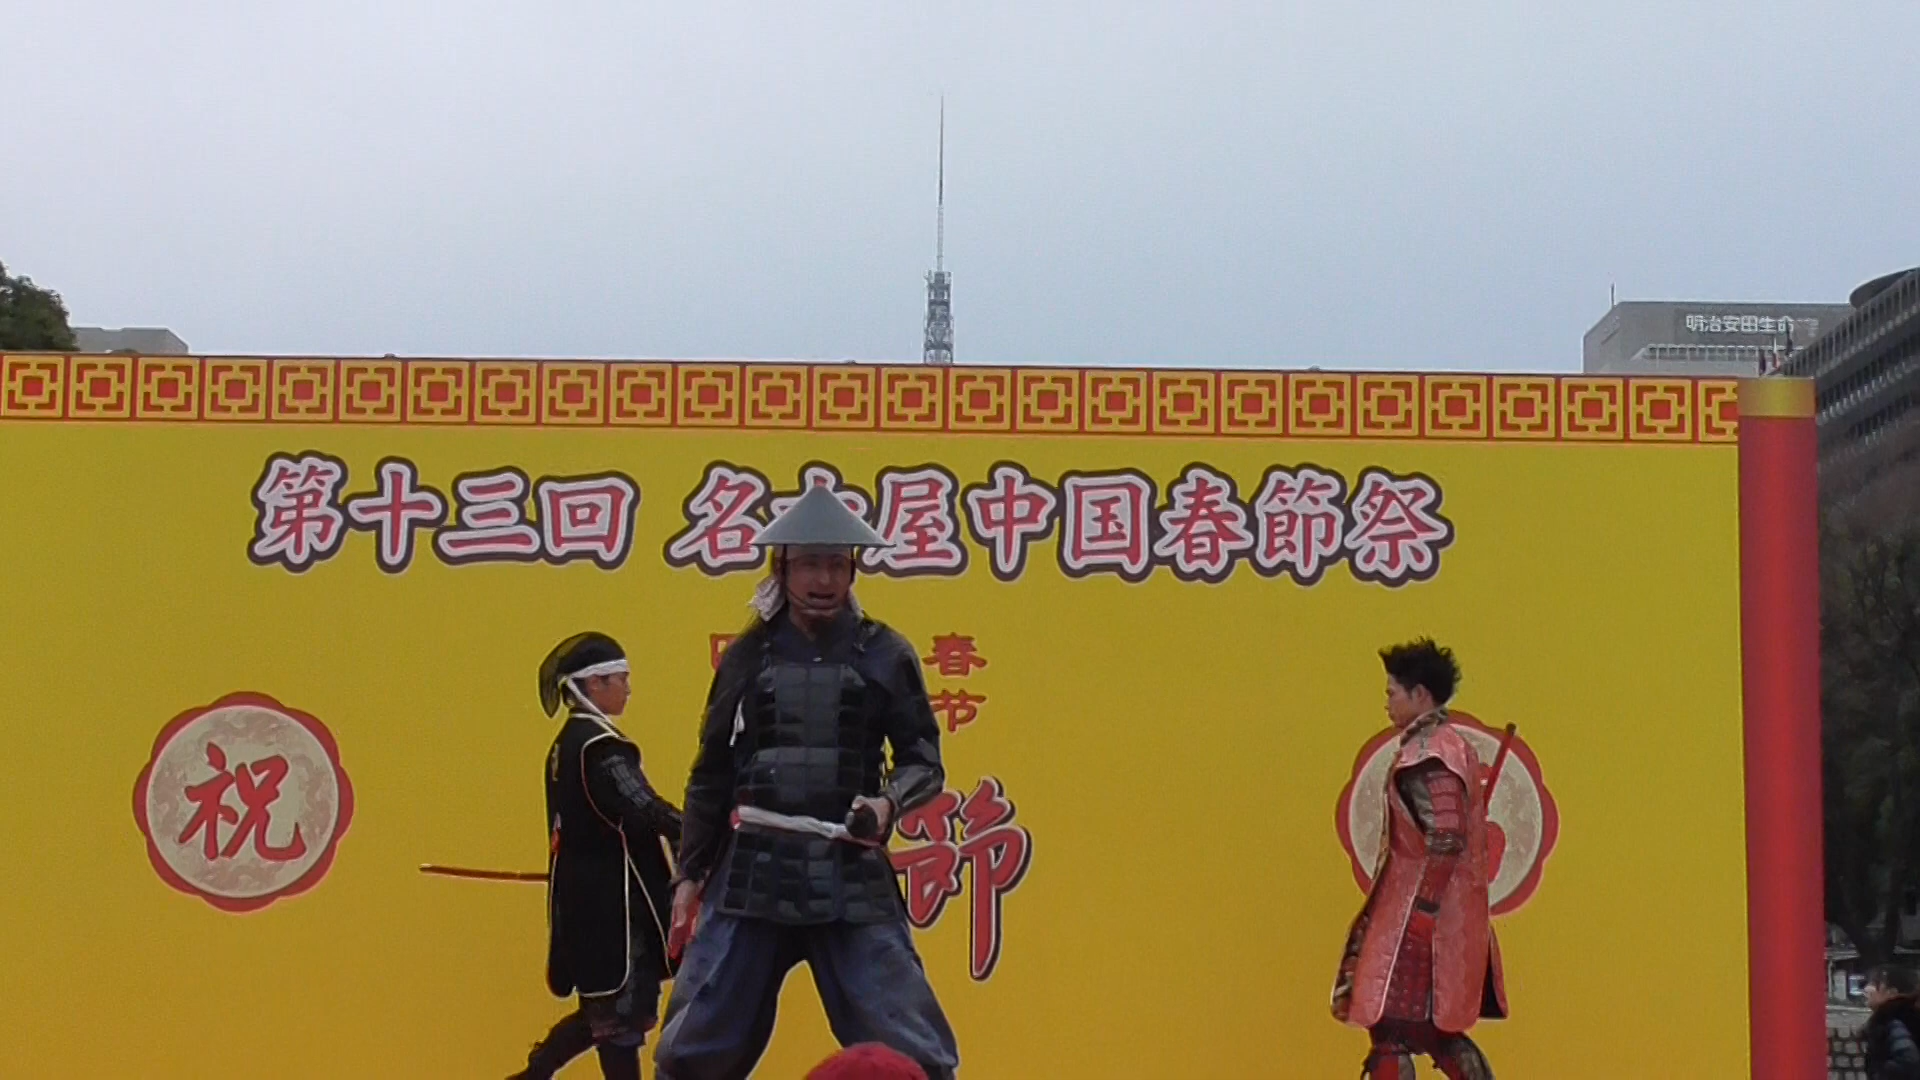 明治安田生命
第十三回 名古屋中国春節祭
春
节
祝
節